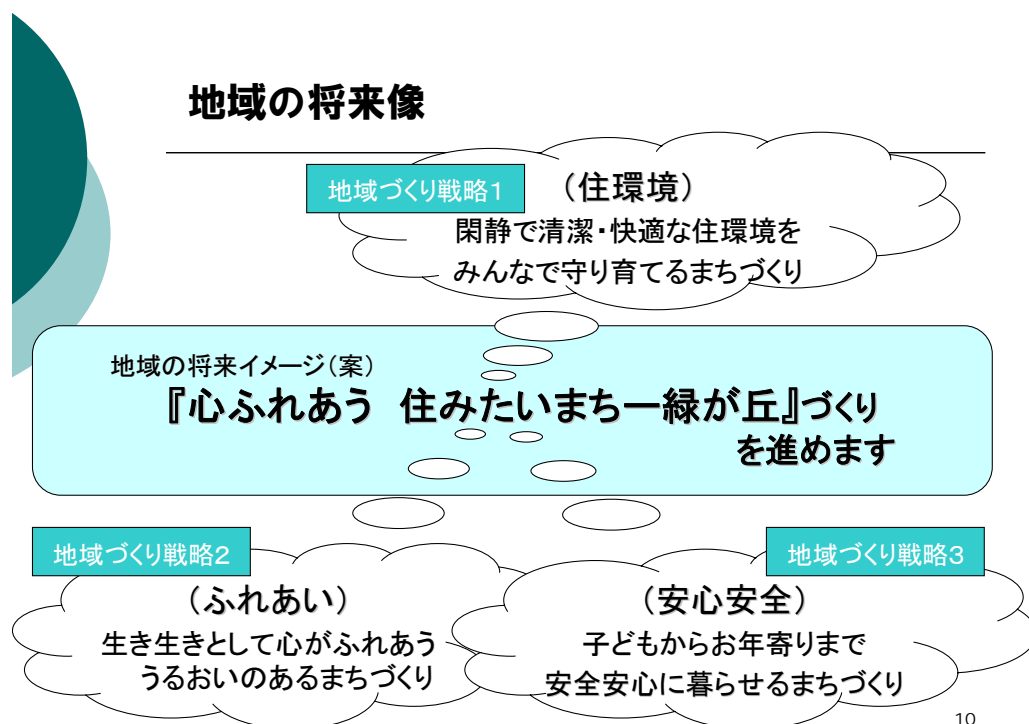 地域の将来像
地域づくり戦略1
（住環境）
閑静で清潔・快適な住環境を
みんなで守り育てるまちづくり
地域の将来イメージ（案）
『心ふれあう　住みたいまちー緑が丘』づくり
を進めます
地域づくり戦略2
（ふれあい）
生き生きとして心がふれあう
うるおいのあるまちづくり
地域づくり戦略3
（安心安全）
子どもからお年寄りまで
安全安心に暮らせるまちづくり
10